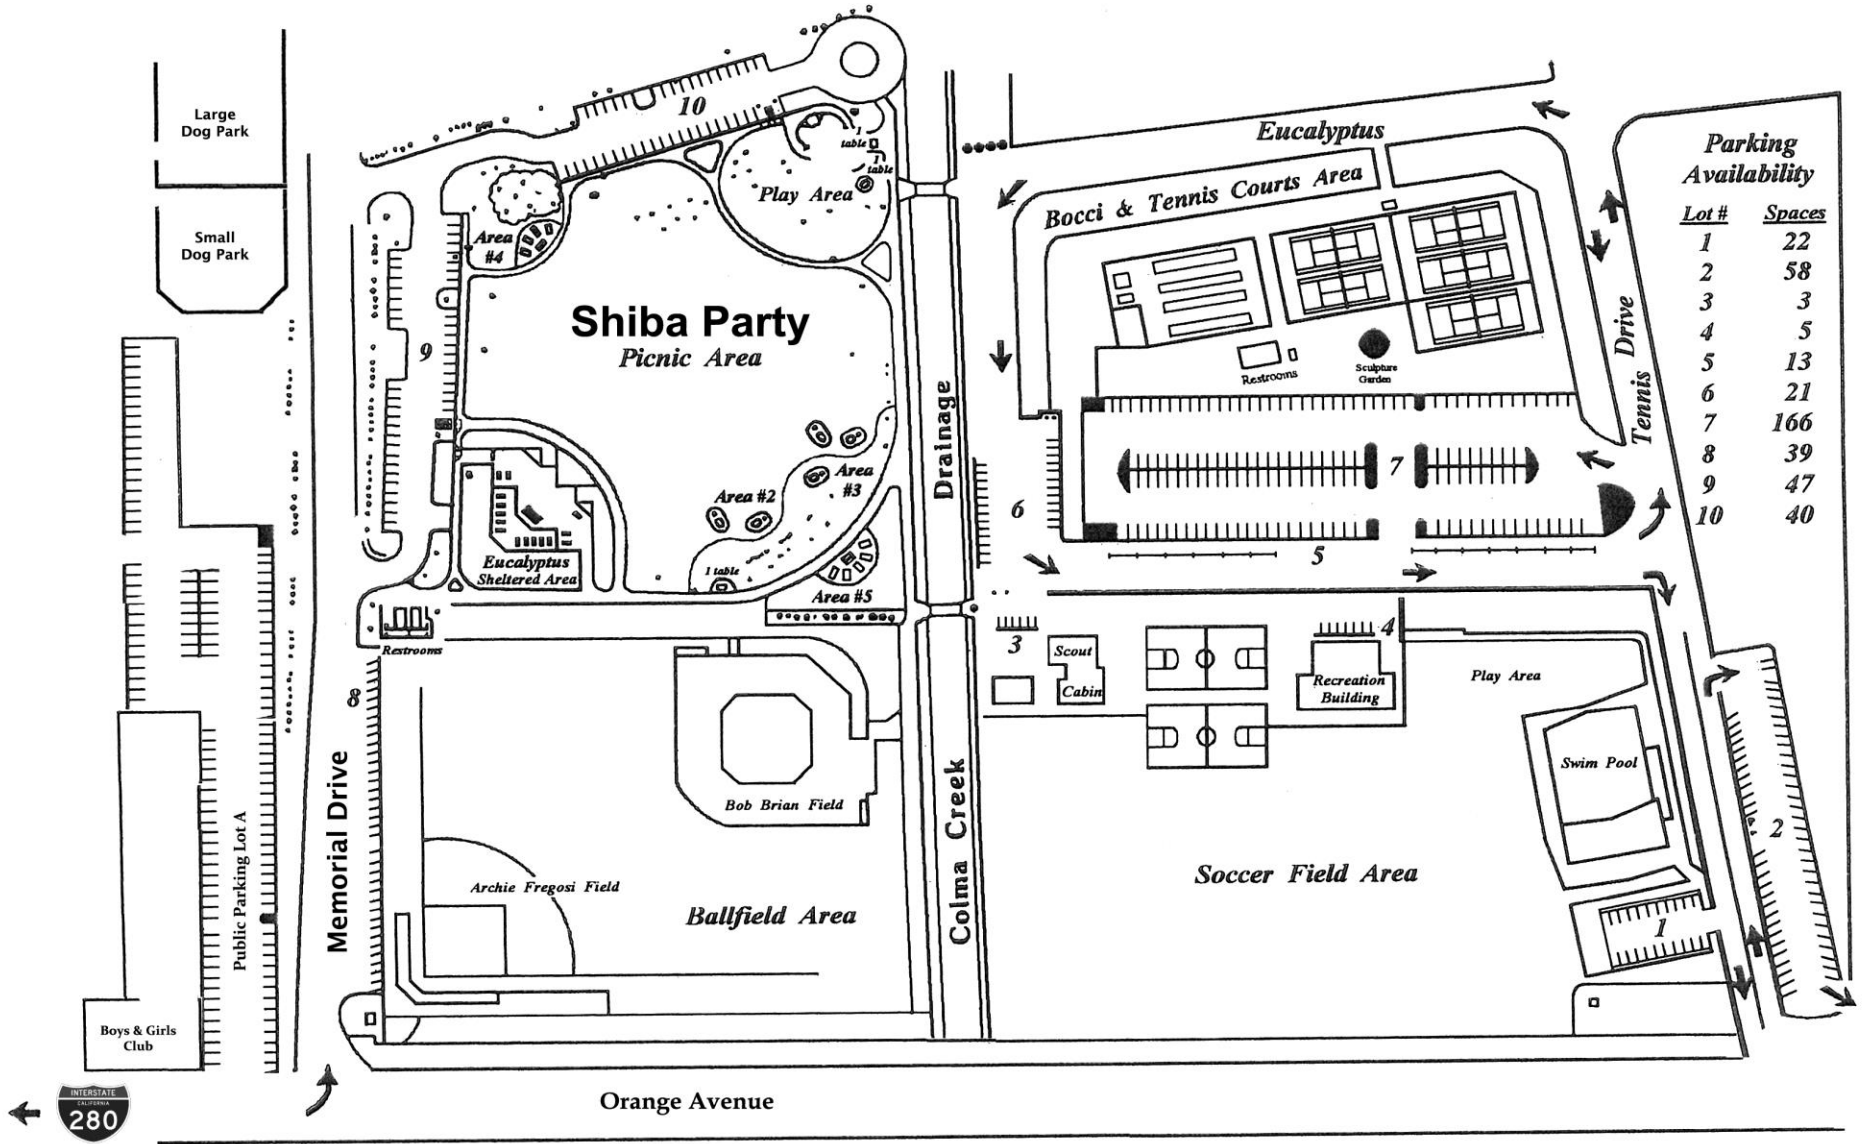 Large
Dog Park
Small
Dog Park
10
1
table
1
table
Play Area
Area
#4
Shiba Party
Picnic Area
9
Area
#3
Area #2
1 table
Eucalyptus
Sheltered Area
Area #5
Restrooms
8
Memorial Drive
Public Parking Lot A
Boys & Girls
Club
Bob Brian Field
Archie Fregosi Field
Ballfield Area
Drainage
Colma Creek
Eucalyptus
Bocci & Tennis Courts Area
Restrooms
Sculpture
Garden
Tennis Drive
7
6
5
3
Scout
Cabin
4
Recreation
Building
Play Area
Swim Pool
Soccer Field Area
1
2
Parking
Availability
Lot # Spaces
1 22
2 58
3 3
4 5
5 13
6 21
7 166
8 39
9 47
10 40
INTERSTATE
CALIFORNIA
280
Orange Avenue